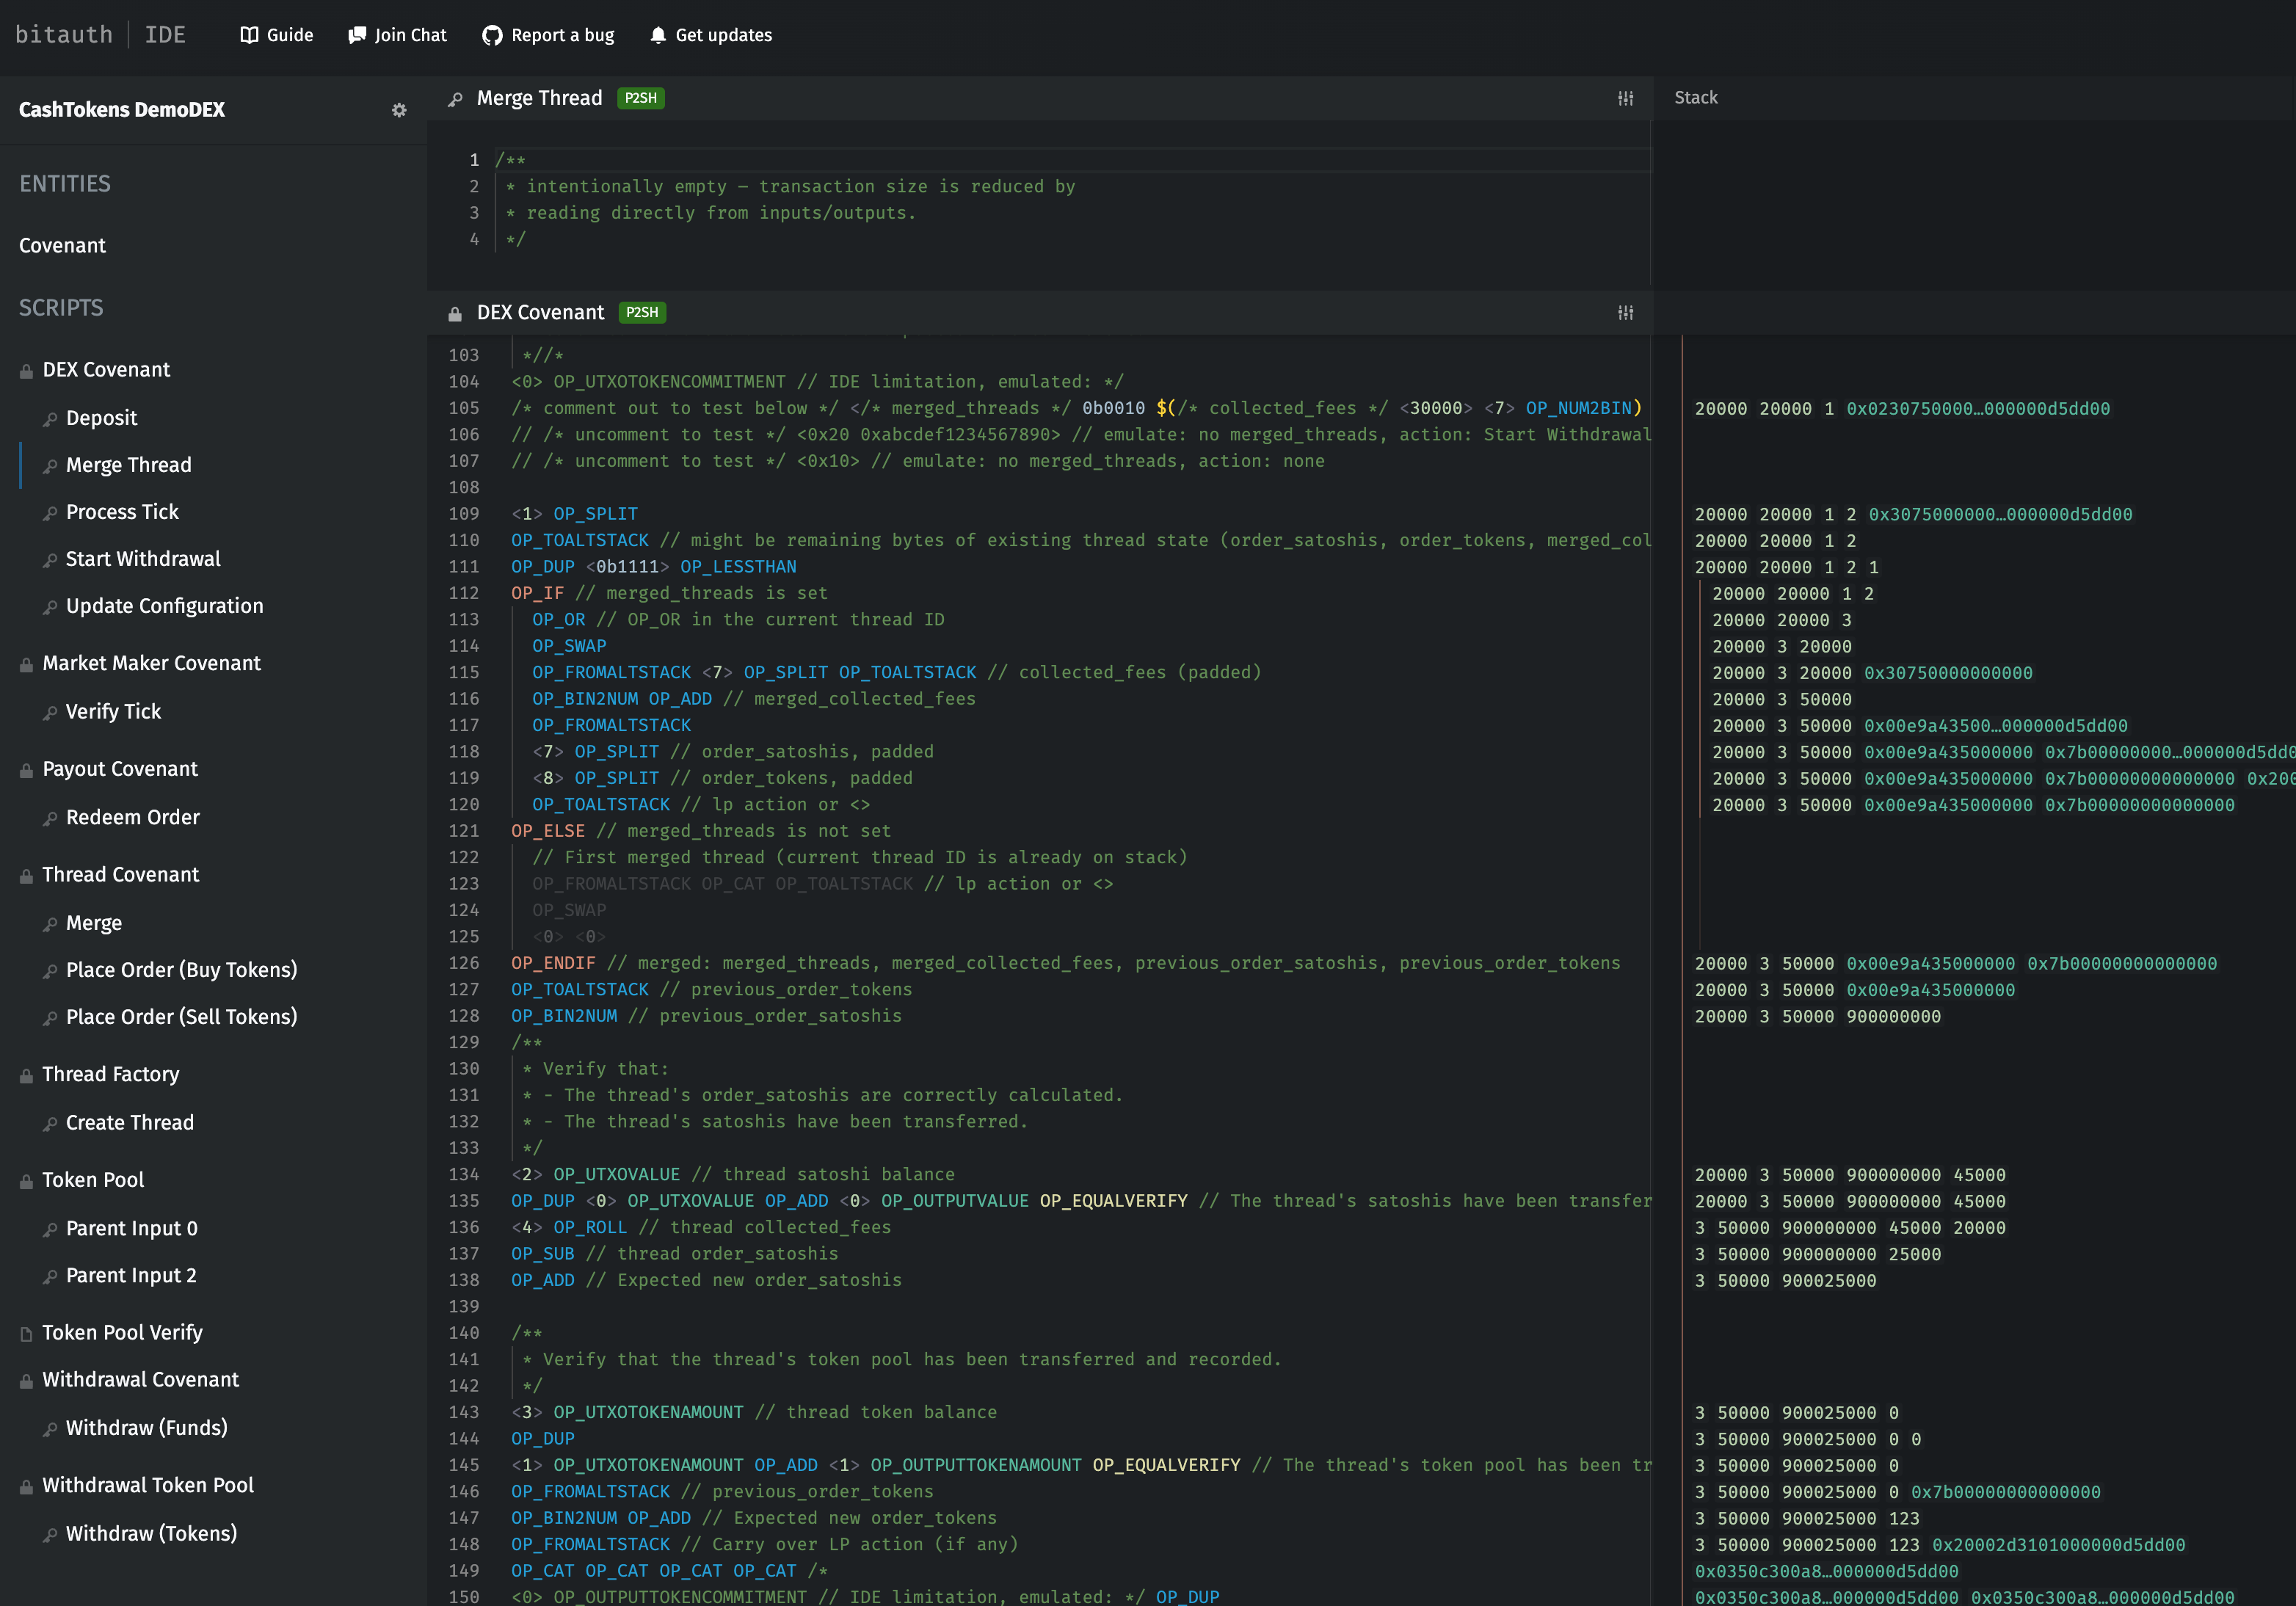 bitauth | IDE Guide Join Chat Report a bug Get updates
CashTokens DemoDEX
ENTITIES
Covenant
SCRIPTS
DEX Covenant
Deposit
Merge Thread
Process Tick
Start Withdrawal
Update Configuration
Market Maker Covenant
Verify Tick
Payout Covenant
Redeem Order
Thread Covenant
Merge
Place Order (Buy Tokens)
Place Order (Sell Tokens)
Thread Factory
Create Thread
Token Pool
Parent Input 0
Parent Input 2
Token Pool Verify
Withdrawal Covenant
Withdraw (Funds)
Withdrawal Token Pool
Withdraw (Tokens)
Merge Thread P2SH
1 /**
2 * intentionally empty – transaction size is reduced by
3 * reading directly from inputs/outputs.
4 */
DEX Covenant P2SH
103 *//*
104 <0> OP_UTXOTOKENCOMMITMENT // IDE limitation, emulated: */
105 /* comment out to test below */ </* merged_threads */ 0b0010 $(/* collected_fees */ <30000> <7> OP_NUM2BIN)
106 // /* uncomment to test */ <0x20 0xabcdef1234567890> // emulate: no merged_threads, action: Start Withdrawal
107 // /* uncomment to test */ <0x10> // emulate: no merged_threads, action: none
108
109 <1> OP_SPLIT
110 OP_TOALTSTACK // might be remaining bytes of existing thread state (order_satoshis, order_tokens, merged_col
111 OP_DUP <0b1111> OP_LESSTHAN
112 OP_IF // merged_threads is set
113 OP_OR // OP_OR in the current thread ID
114 OP_SWAP
115 OP_FROMALTSTACK <7> OP_SPLIT OP_TOALTSTACK // collected_fees (padded)
116 OP_BIN2NUM OP_ADD // merged_collected_fees
117 OP_FROMALTSTACK
118 <7> OP_SPLIT // order_satoshis, padded
119 <8> OP_SPLIT // order_tokens, padded
120 OP_TOALTSTACK // lp action or <>
121 OP_ELSE // merged_threads is not set
122 // First merged thread (current thread ID is already on stack)
123 OP_FROMALTSTACK OP_CAT OP_TOALTSTACK // lp action or <>
124 OP_SWAP
125 <0> <0>
126 OP_ENDIF // merged: merged_threads, merged_collected_fees, previous_order_satoshis, previous_order_tokens
127 OP_TOALTSTACK // previous_order_tokens
128 OP_BIN2NUM // previous_order_satoshis
129 /**
130 * Verify that:
131 * - The thread's order_satoshis are correctly calculated.
132 * - The thread's satoshis have been transferred.
133 */
134 <2> OP_UTXOVALUE // thread satoshi balance
135 OP_DUP <0> OP_UTXOVALUE OP_ADD <0> OP_OUTPUTVALUE OP_EQUALVERIFY // The thread's satoshis have been transfer
136 <4> OP_ROLL // thread collected_fees
137 OP_SUB // thread order_satoshis
138 OP_ADD // Expected new order_satoshis
139
140 /**
141 * Verify that the thread's token pool has been transferred and recorded.
142 */
143 <3> OP_UTXOTOKENAMOUNT // thread token balance
144 OP_DUP
145 <1> OP_UTXOTOKENAMOUNT OP_ADD <1> OP_OUTPUTTOKENAMOUNT OP_EQUALVERIFY // The thread's token pool has been tr
146 OP_FROMALTSTACK // previous_order_tokens
147 OP_BIN2NUM OP_ADD // Expected new order_tokens
148 OP_FROMALTSTACK // Carry over LP action (if any)
149 OP_CAT OP_CAT OP_CAT OP_CAT /*
150 <0> OP_OUTPUTTOKENCOMMITMENT // IDE limitation, emulated: */ OP_DUP
Stack
20000 20000 1 0x0230750000…000000d5dd00
20000 20000 1 2 0x3075000000…000000d5dd00
20000 20000 1 2
20000 20000 1 2 1
20000 20000 1 2
20000 20000 3
20000 3 20000
20000 3 20000 0x30750000000000
20000 3 50000
20000 3 50000 0x00e9a43500…000000d5dd00
20000 3 50000 0x00e9a435000000 0x7b00000000…000000d5dd0
20000 3 50000 0x00e9a435000000 0x7b00000000000000 0x200
20000 3 50000 0x00e9a435000000 0x7b00000000000000
20000 3 50000 0x00e9a435000000 0x7b00000000000000
20000 3 50000 0x00e9a435000000
20000 3 50000 900000000
20000 3 50000 900000000 45000
20000 3 50000 900000000 45000
3 50000 900000000 45000 20000
3 50000 900000000 25000
3 50000 900025000
3 50000 900025000 0
3 50000 900025000 0 0
3 50000 900025000 0
3 50000 900025000 0 0x7b00000000000000
3 50000 900025000 123
3 50000 900025000 123 0x20002d3101000000d5dd00
0x0350c300a8…000000d5dd00
0x0350c300a8…000000d5dd00 0x0350c300a8…000000d5dd00